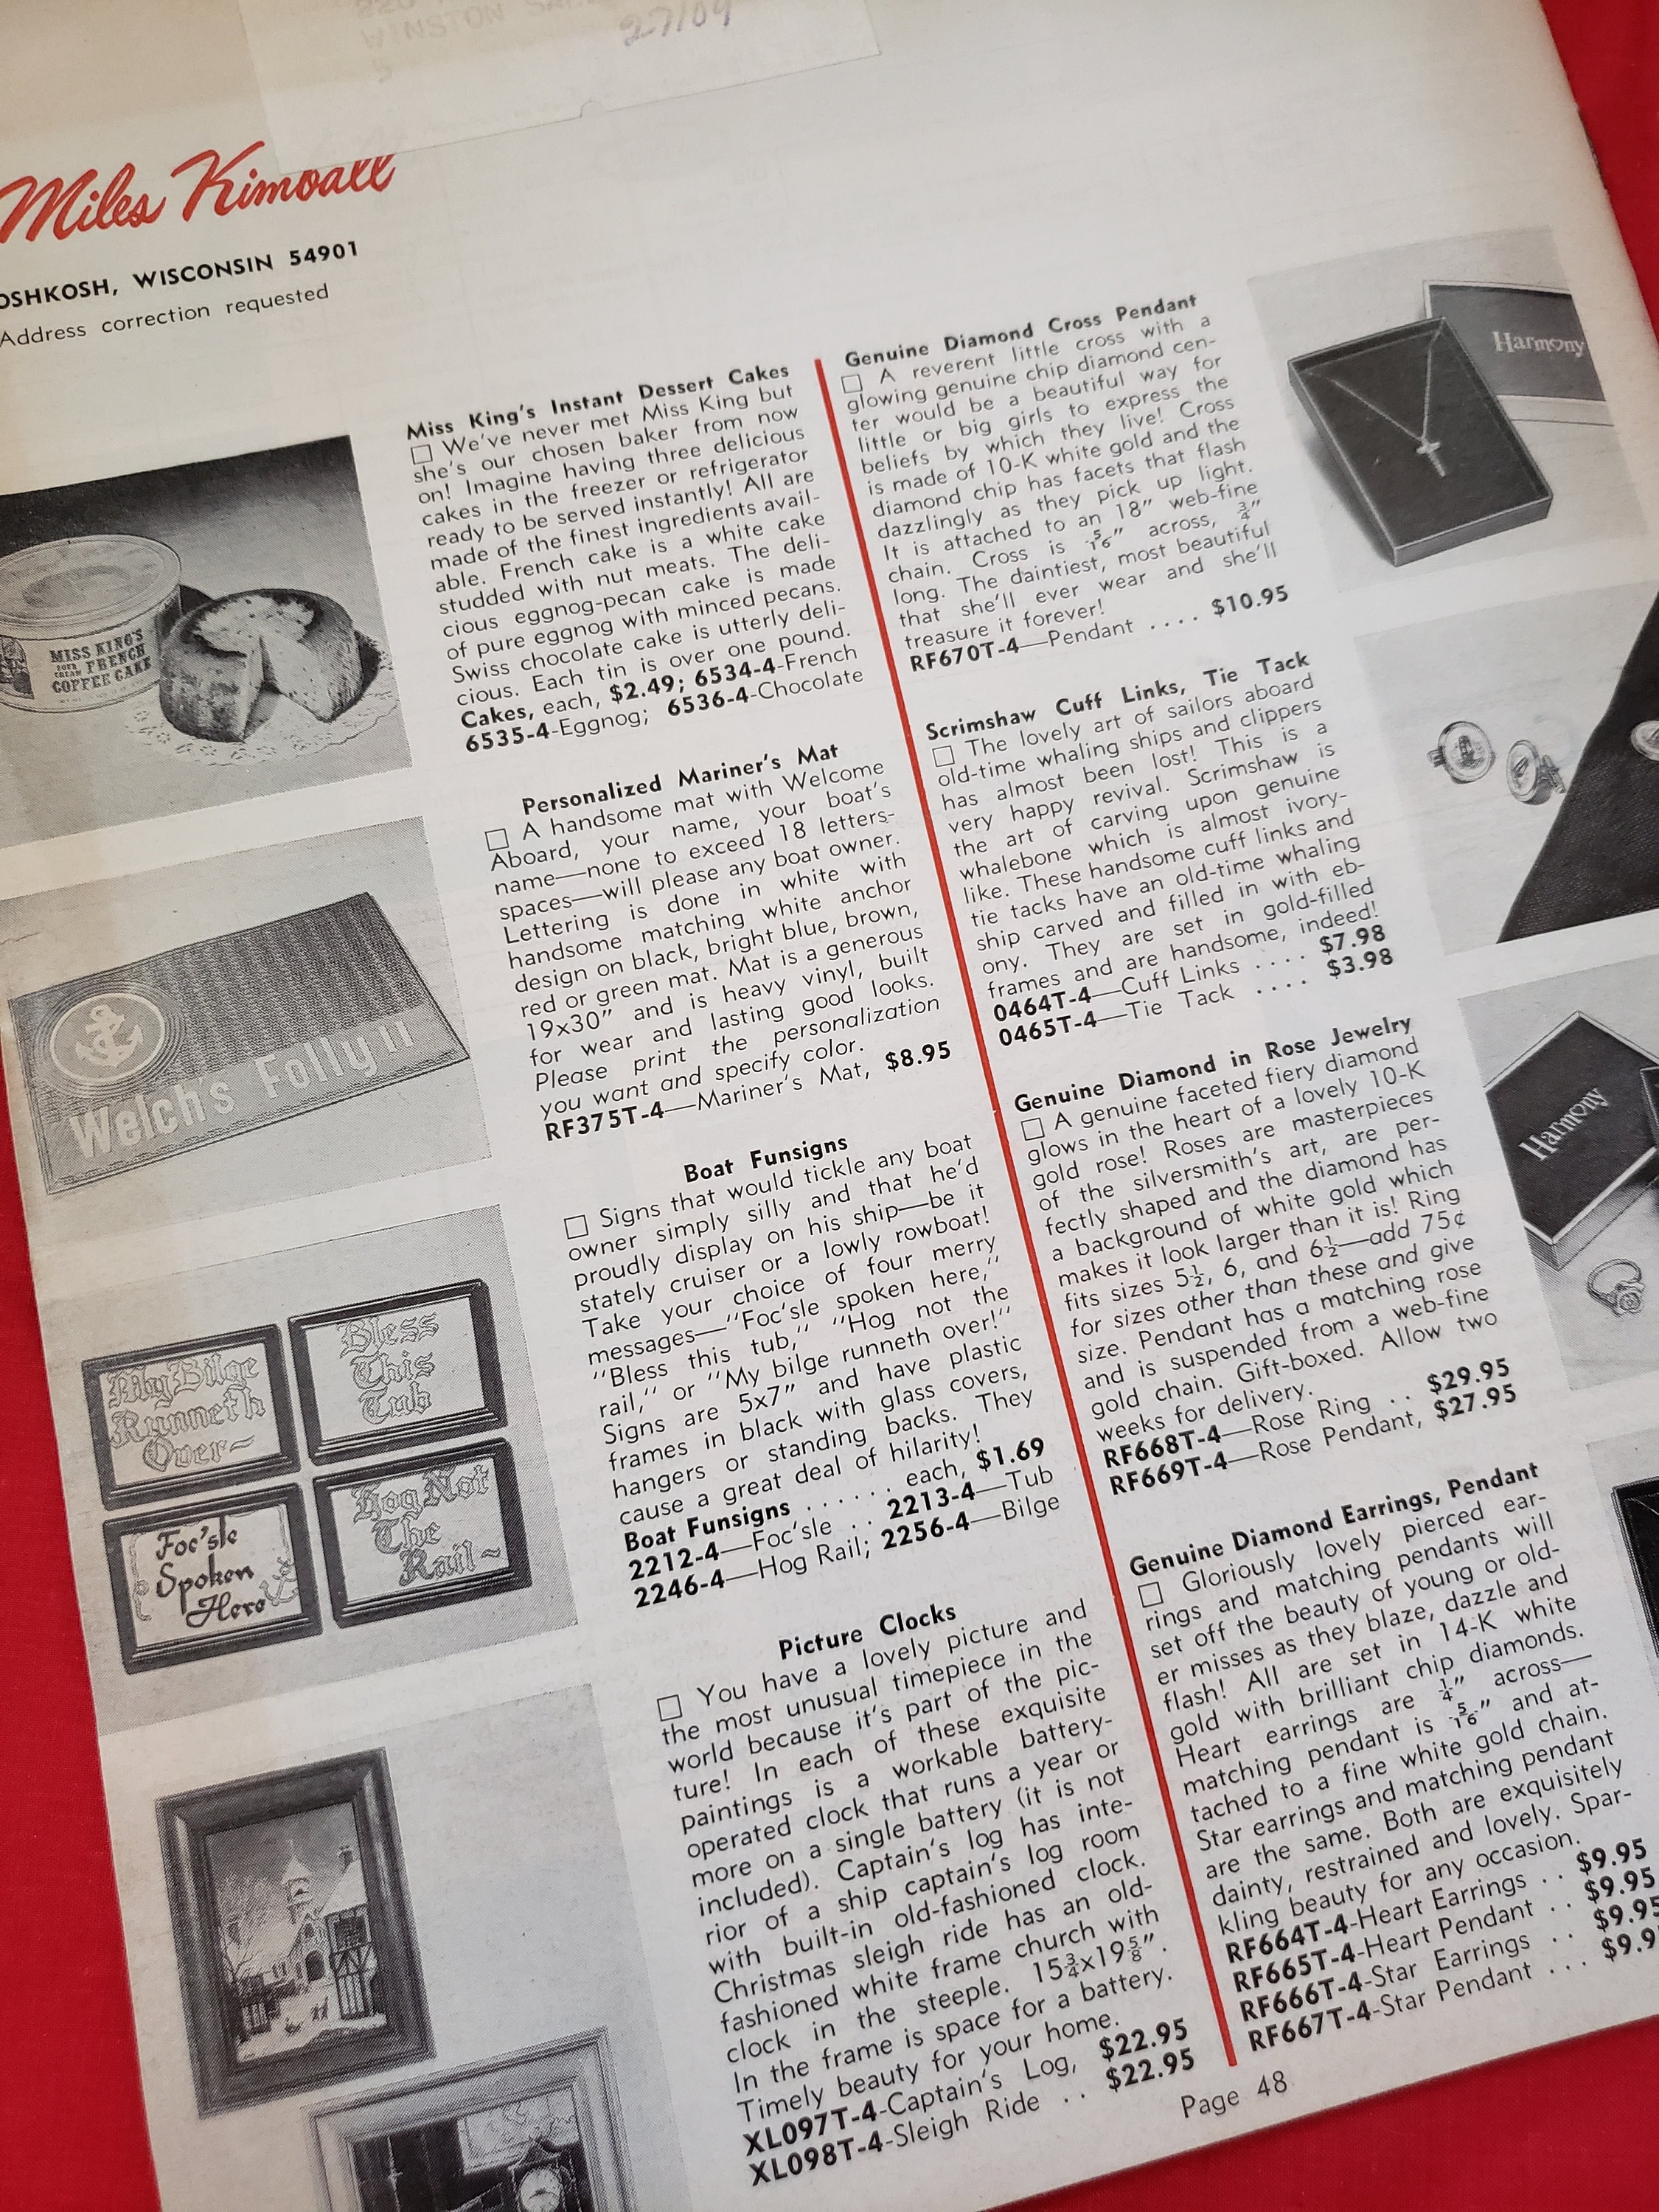 WINSTON
27109
Miles Kimball
OSHKOSH, WISCONSIN 54901
Address correction requested
MISS KING'S
FRENCH
COFFEE CAKE
Miss King's Instant Dessert Cakes
□ We've never met Miss King but
she's our chosen baker from now
on! Imagine having three delicious
cakes in the freezer or refrigerator
ready to be served instantly! All are
made of the finest ingredients avail-
able. French cake is a white cake
studded with nut meats. The deli-
cious eggnog-pecan cake is made
of pure eggnog with minced pecans.
Swiss chocolate cake is utterly deli-
cious. Each tin is over one pound.
Cakes, each, $2.49; 6534-4-French
6535-4-Eggnog; 6536-4-Chocolate
Welch's Folly II
Personalized Mariner's Mat
□ A handsome mat with Welcome
Aboard, your name, your boat's
name—none to exceed 18 letters-
spaces—will please any boat owner.
Lettering is done in white with
handsome matching white anchor
design on black, bright blue, brown,
red or green mat. Mat is a generous
19x30" and is heavy vinyl, built
for wear and lasting good looks.
Please print the personalization
you want and specify color.
RF375T-4—Mariner's Mat, $8.95
My Bilge
Runneth
Over~
Bless
This
Tub
Foc'sle
Spoken
Here
Hog Not
The
Rail~
Boat Funsigns
□ Signs that would tickle any boat
owner simply silly and that he'd
proudly display on his ship—be it
stately cruiser or a lowly rowboat!
Take your choice of four merry
messages—"Foc'sle spoken here,"
"Bless this tub," "Hog not the
rail," or "My bilge runneth over!"
Signs are 5x7" and have plastic
frames in black with glass covers,
hangers or standing backs. They
cause a great deal of hilarity!
Boat Funsigns . . . . . . each, $1.69
2212-4—Foc'sle . . 2213-4—Tub
2246-4—Hog Rail; 2256-4—Bilge
Picture Clocks
□ You have a lovely picture and
the most unusual timepiece in the
world because it's part of the pic-
ture! In each of these exquisite
paintings is a workable battery-
operated clock that runs a year or
more on a single battery (it is not
included). Captain's log has inte-
rior of a ship captain's log room
with built-in old-fashioned clock.
Christmas sleigh ride has an old-
fashioned white frame church with
clock in the steeple. 15¾x19⅝".
In the frame is space for a battery.
Timely beauty for your home.
XL097T-4-Captain's Log, $22.95
XL098T-4-Sleigh Ride . . $22.95
Genuine Diamond Cross Pendant
□ A reverent little cross with a
glowing genuine chip diamond cen-
ter would be a beautiful way for
little or big girls to express the
beliefs by which they live! Cross
is made of 10-K white gold and the
diamond chip has facets that flash
dazzlingly as they pick up light.
It is attached to an 18" web-fine
chain. Cross is 5/16" across, ¾"
long. The daintiest, most beautiful
that she'll ever wear and she'll
treasure it forever!
RF670T-4—Pendant . . . . $10.95
Harmony
Scrimshaw Cuff Links, Tie Tack
□ The lovely art of sailors aboard
old-time whaling ships and clippers
has almost been lost! This is a
very happy revival. Scrimshaw is
the art of carving upon genuine
whalebone which is almost ivory-
like. These handsome cuff links and
tie tacks have an old-time whaling
ship carved and filled in with eb-
ony. They are set in gold-filled
frames and are handsome, indeed!
0464T-4—Cuff Links . . . . $7.98
0465T-4—Tie Tack . . . . $3.98
Genuine Diamond in Rose Jewelry
□ A genuine faceted fiery diamond
glows in the heart of a lovely 10-K
gold rose! Roses are masterpieces
of the silversmith's art, are per-
fectly shaped and the diamond has
a background of white gold which
makes it look larger than it is! Ring
fits sizes 5½, 6, and 6½—add 75¢
for sizes other than these and give
size. Pendant has a matching rose
and is suspended from a web-fine
gold chain. Gift-boxed. Allow two
weeks for delivery.
RF668T-4—Rose Ring . . $29.95
RF669T-4—Rose Pendant, $27.95
Harmony
Genuine Diamond Earrings, Pendant
□ Gloriously lovely pierced ear-
rings and matching pendants will
set off the beauty of young or old-
er misses as they blaze, dazzle and
flash! All are set in 14-K white
gold with brilliant chip diamonds.
Heart earrings are ¼" across—
matching pendant is 5/16" and at-
tached to a fine white gold chain.
Star earrings and matching pendant
are the same. Both are exquisitely
dainty, restrained and lovely. Spar-
kling beauty for any occasion.
RF664T-4-Heart Earrings . . $9.95
RF665T-4-Heart Pendant . . $9.95
RF666T-4-Star Earrings . . $9.95
RF667T-4-Star Pendant . . . $9.9
Page 48